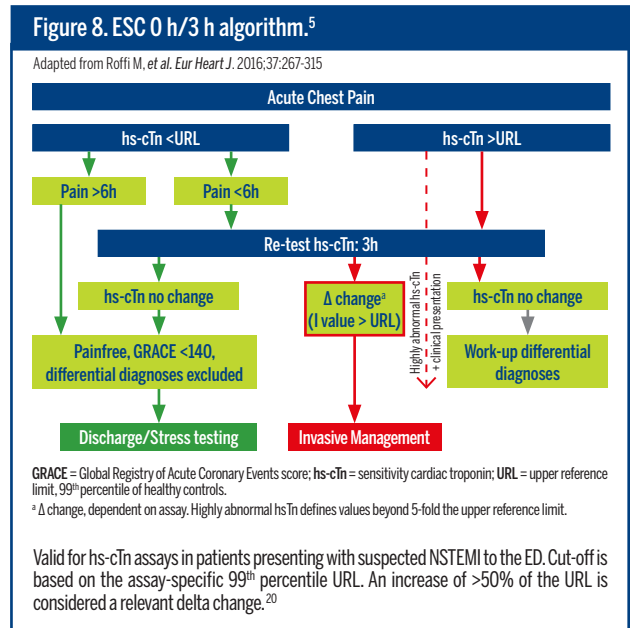 Figure 8. ESC 0 h/3 h algorithm.5
Adapted from Roffi M, et al. Eur Heart J. 2016;37:267-315
Acute Chest Pain
hs-cTn <URL
hs-cTn >URL
Pain >6h
Pain <6h
Re-test hs-cTn: 3h
hs-cTn no change
Δ changeᵃ
(I value > URL)
Highly abnormal hs-cTn
+ clinical presentation
hs-cTn no change
Painfree, GRACE <140,
differential diagnoses excluded
Work-up differential
diagnoses
Discharge/Stress testing
Invasive Management
GRACE = Global Registry of Acute Coronary Events score; hs-cTn = sensitivity cardiac troponin; URL = upper reference
limit, 99th percentile of healthy controls.
ᵃ Δ change, dependent on assay. Highly abnormal hsTn defines values beyond 5-fold the upper reference limit.
Valid for hs-cTn assays in patients presenting with suspected NSTEMI to the ED. Cut-off is
based on the assay-specific 99th percentile URL. An increase of >50% of the URL is
considered a relevant delta change.20